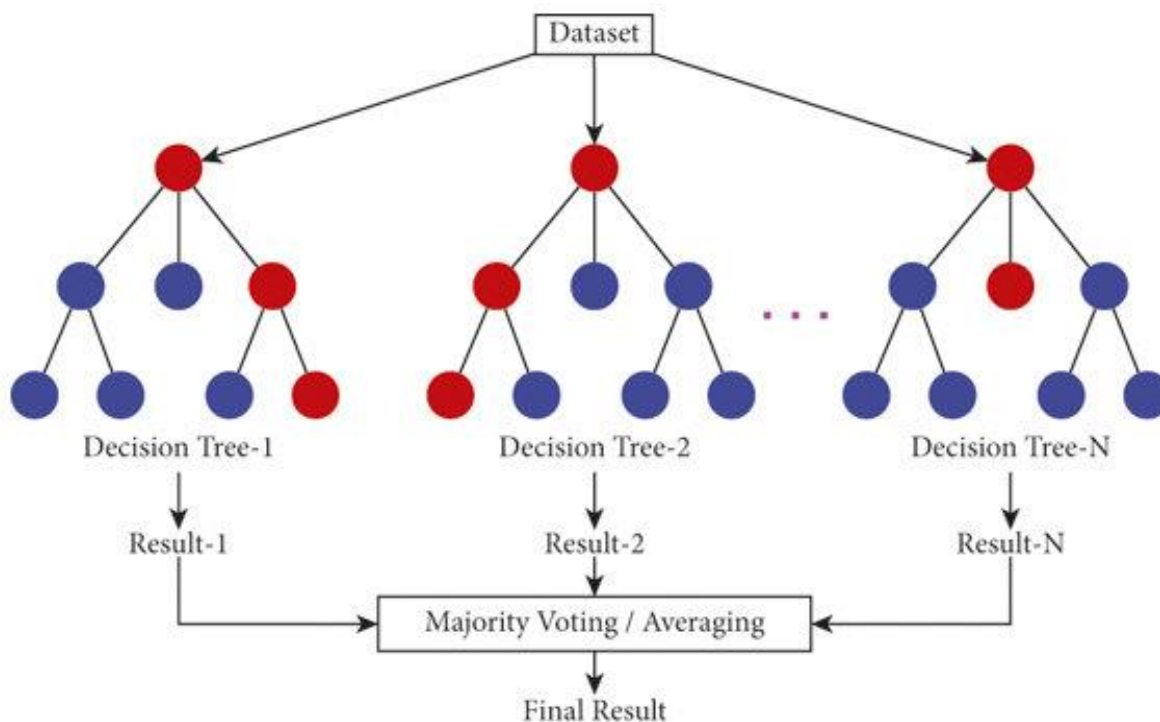 Dataset
Decision Tree-1
Decision Tree-2
Decision Tree-N
Result-1
Result-2
Result-N
Majority Voting / Averaging
Final Result